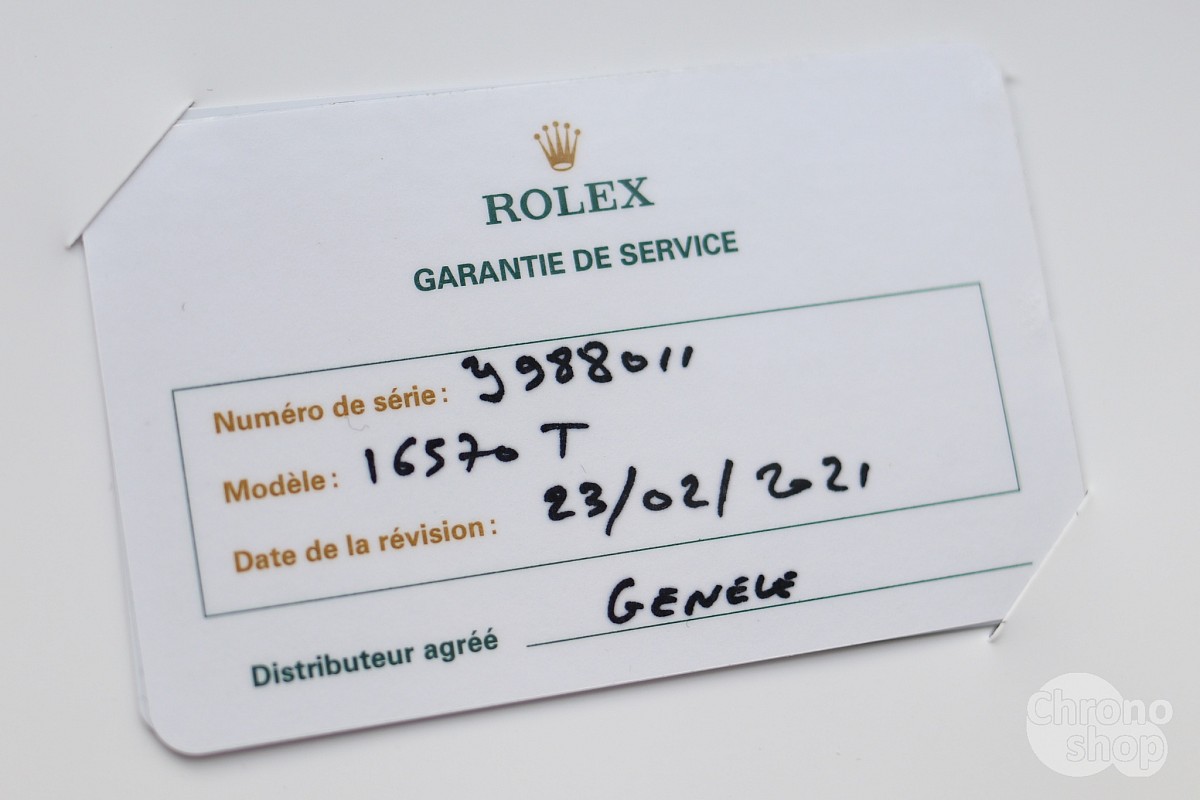 ROLEX
GARANTIE DE SERVICE
Numéro de série : Y988011
Modèle : 16570 T
Date de la révision : 23/02/2021
GENÈLE
Distributeur agréé
Chrono
shop